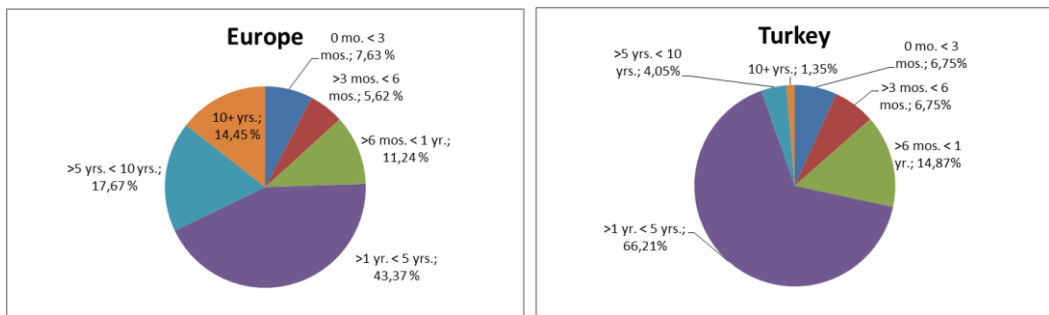 Europe
0 mo. < 3
mos.; 7,63 %
>3 mos. < 6
mos.; 5,62 %
>6 mos. < 1 yr.;
11,24 %
>1 yr. < 5 yrs.;
43,37 %
>5 yrs. < 10 yrs.;
17,67 %
10+ yrs.;
14,45 %
Turkey
0 mo. < 3
mos.; 6,75%
>3 mos. < 6
mos.; 6,75%
>6 mos. < 1
yr.; 14,87%
>1 yr. < 5 yrs.;
66,21%
>5 yrs. < 10
yrs.; 4,05%
10+ yrs.; 1,35%